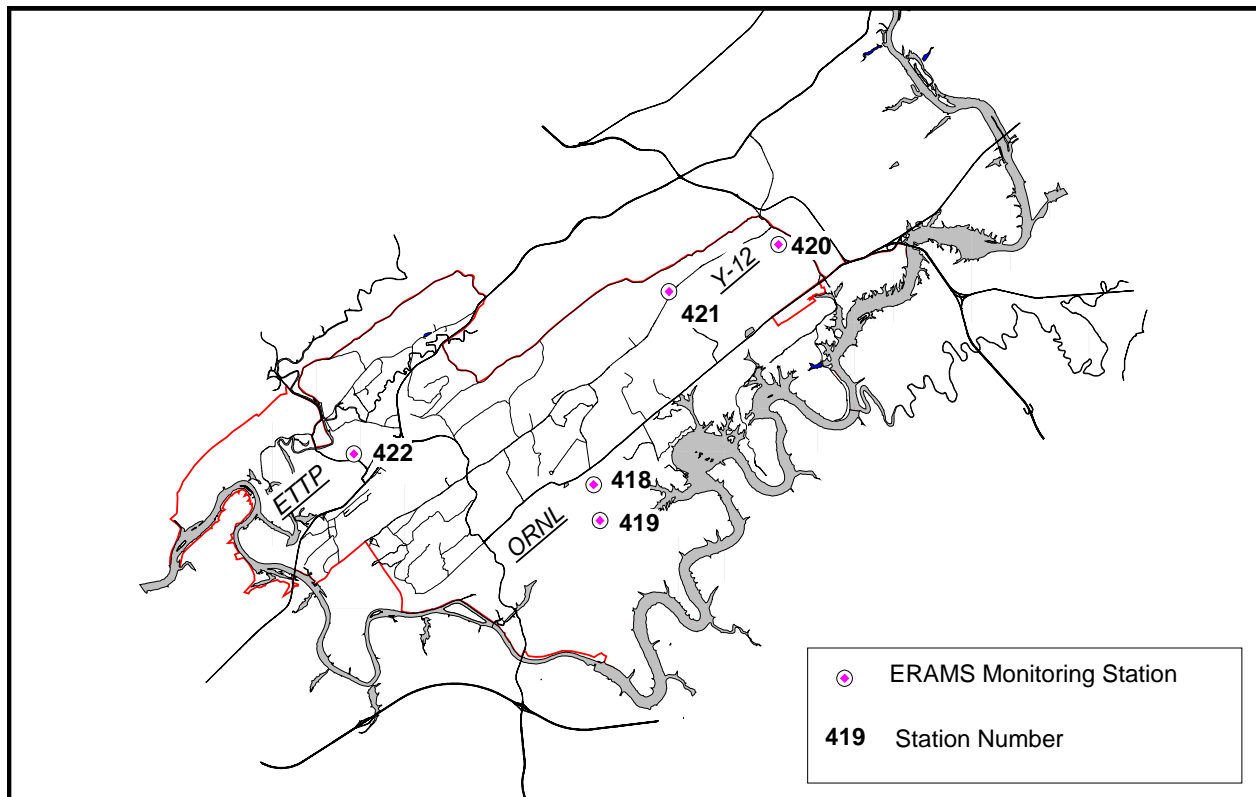 420
Y-12
421
422
ETTP
418
419
ORNL
ERAMS Monitoring Station
419 Station Number